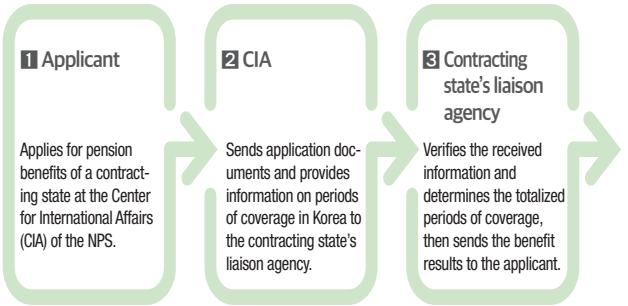 1 Applicant
Applies for pension
benefits of a contract-
ing state at the Center
for International Affairs
(CIA) of the NPS.
2 CIA
Sends application doc-
uments and provides
information on periods
of coverage in Korea to
the contracting state's
liaison agency.
3 Contracting
state's liaison
agency
Verifies the received
information and
determines the totalized
periods of coverage,
then sends the benefit
results to the applicant.